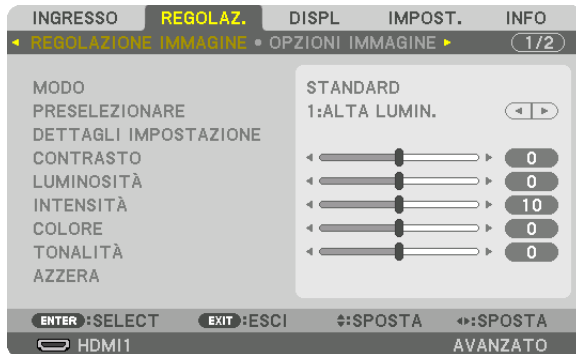 INGRESSO REGOLAZ. DISPL IMPOST. INFO
REGOLAZIONE IMMAGINE • OPZIONI IMMAGINE 1/2
MODO STANDARD
PRESELEZIONARE 1:ALTA LUMIN.
DETTAGLI IMPOSTAZIONE
CONTRASTO 0
LUMINOSITÀ 0
INTENSITÀ 10
COLORE 0
TONALITÀ 0
AZZERA
ENTER:SELECT EXIT:ESCI :SPOSTA :SPOSTA
HDMI1 AVANZATO